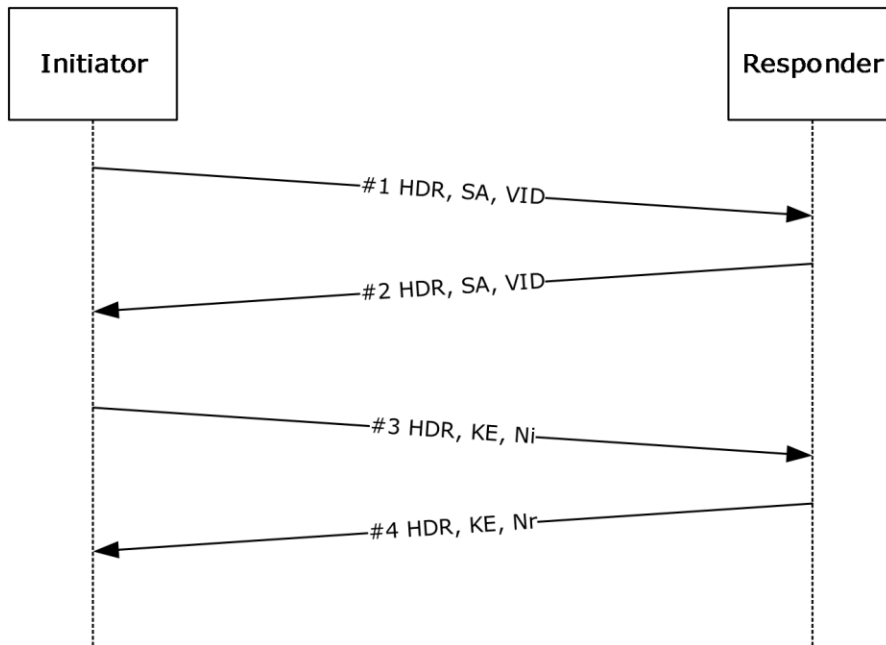 Initiator
Responder
#1 HDR, SA, VID
#2 HDR, SA, VID
#3 HDR, KE, Ni
#4 HDR, KE, Nr